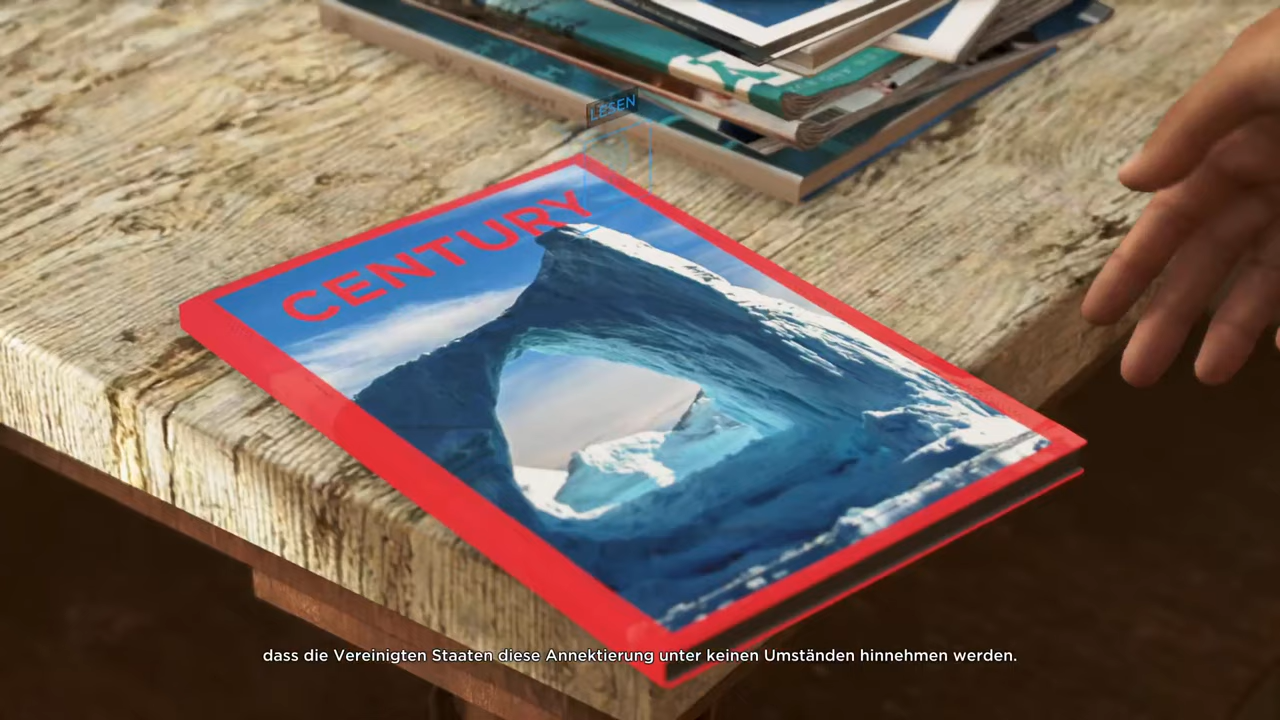 LESEN
CENTURY
dass die Vereinigten Staaten diese Annektierung unter keinen Umständen hinnehmen werden.